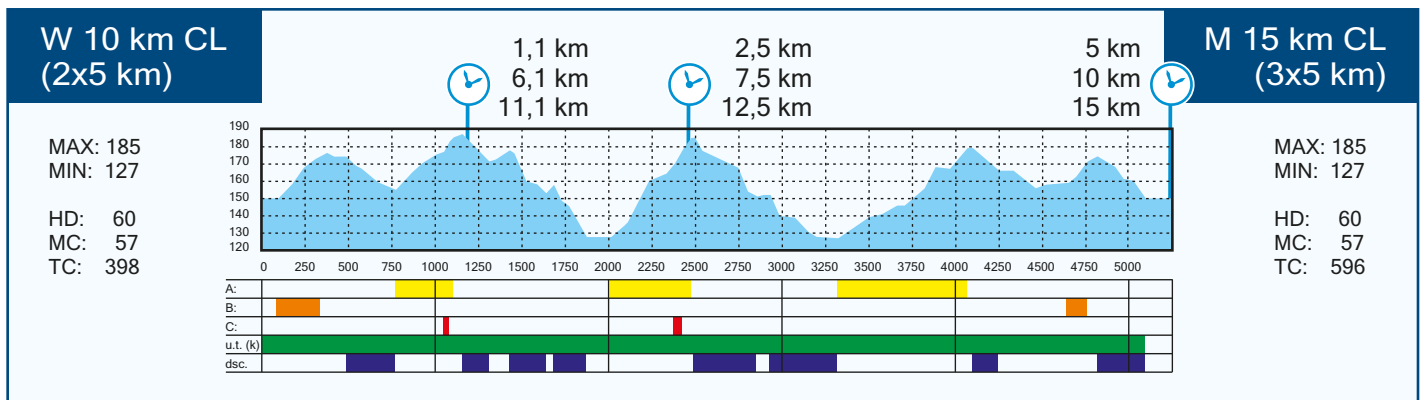 W 10 km CL
(2x5 km)
MAX: 185
MIN: 127
HD: 60
MC: 57
TC: 398
1,1 km
6,1 km
11,1 km
2,5 km
7,5 km
12,5 km
5 km
10 km
15 km
M 15 km CL
(3x5 km)
MAX: 185
MIN: 127
HD: 60
MC: 57
TC: 596
190
180
170
160
150
140
130
120
0 250 500 750 1000 1250 1500 1750 2000 2250 2500 2750 3000 3250 3500 3750 4000 4250 4500 4750 5000
A:
B:
C:
u.t. (k)
dsc.